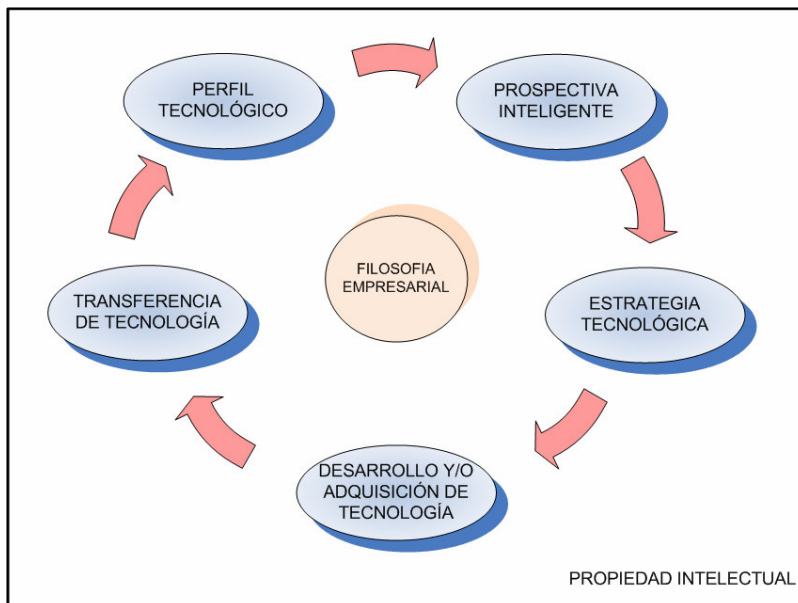 PERFIL
TECNOLÓGICO
PROSPECTIVA
INTELIGENTE
FILOSOFIA
EMPRESARIAL
TRANSFERENCIA
DE TECNOLOGÍA
ESTRATEGIA
TECNOLÓGICA
DESARROLLO Y/O
ADQUISICIÓN DE
TECNOLOGÍA
PROPIEDAD INTELECTUAL